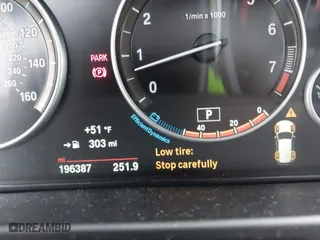 120
140
160
1/min x 1000
1
2
3
4
5
6
7
PARK
P
+51 °F
303 mi
mi
196387 251.9
EfficientDynamics
P
40 20 0
Low tire:
Stop carefully
DREAMBID